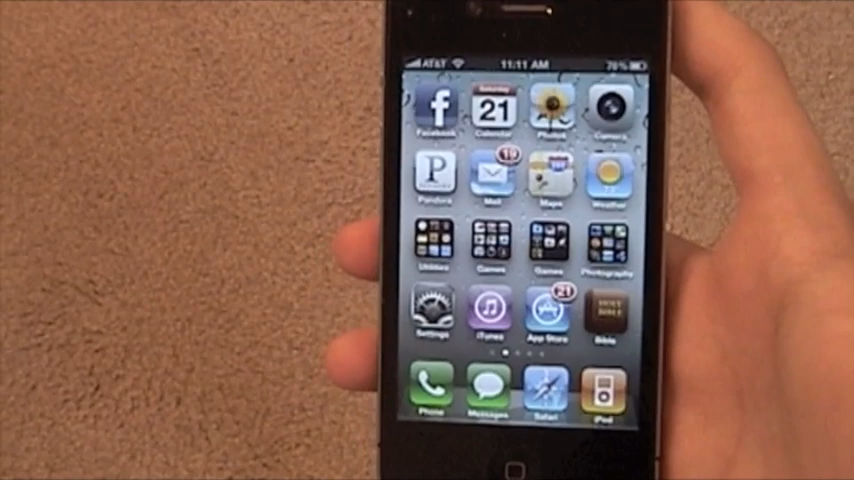 AT&T 11:11 AM 78%
f Saturday 21
Facebook Calendar Photos Camera
P 19
Pandora Mail Maps Weather
Utilities Games Games Photography
21 HOLY BIBLE
Settings iTunes App Store Bible
Phone Messages Safari iPod